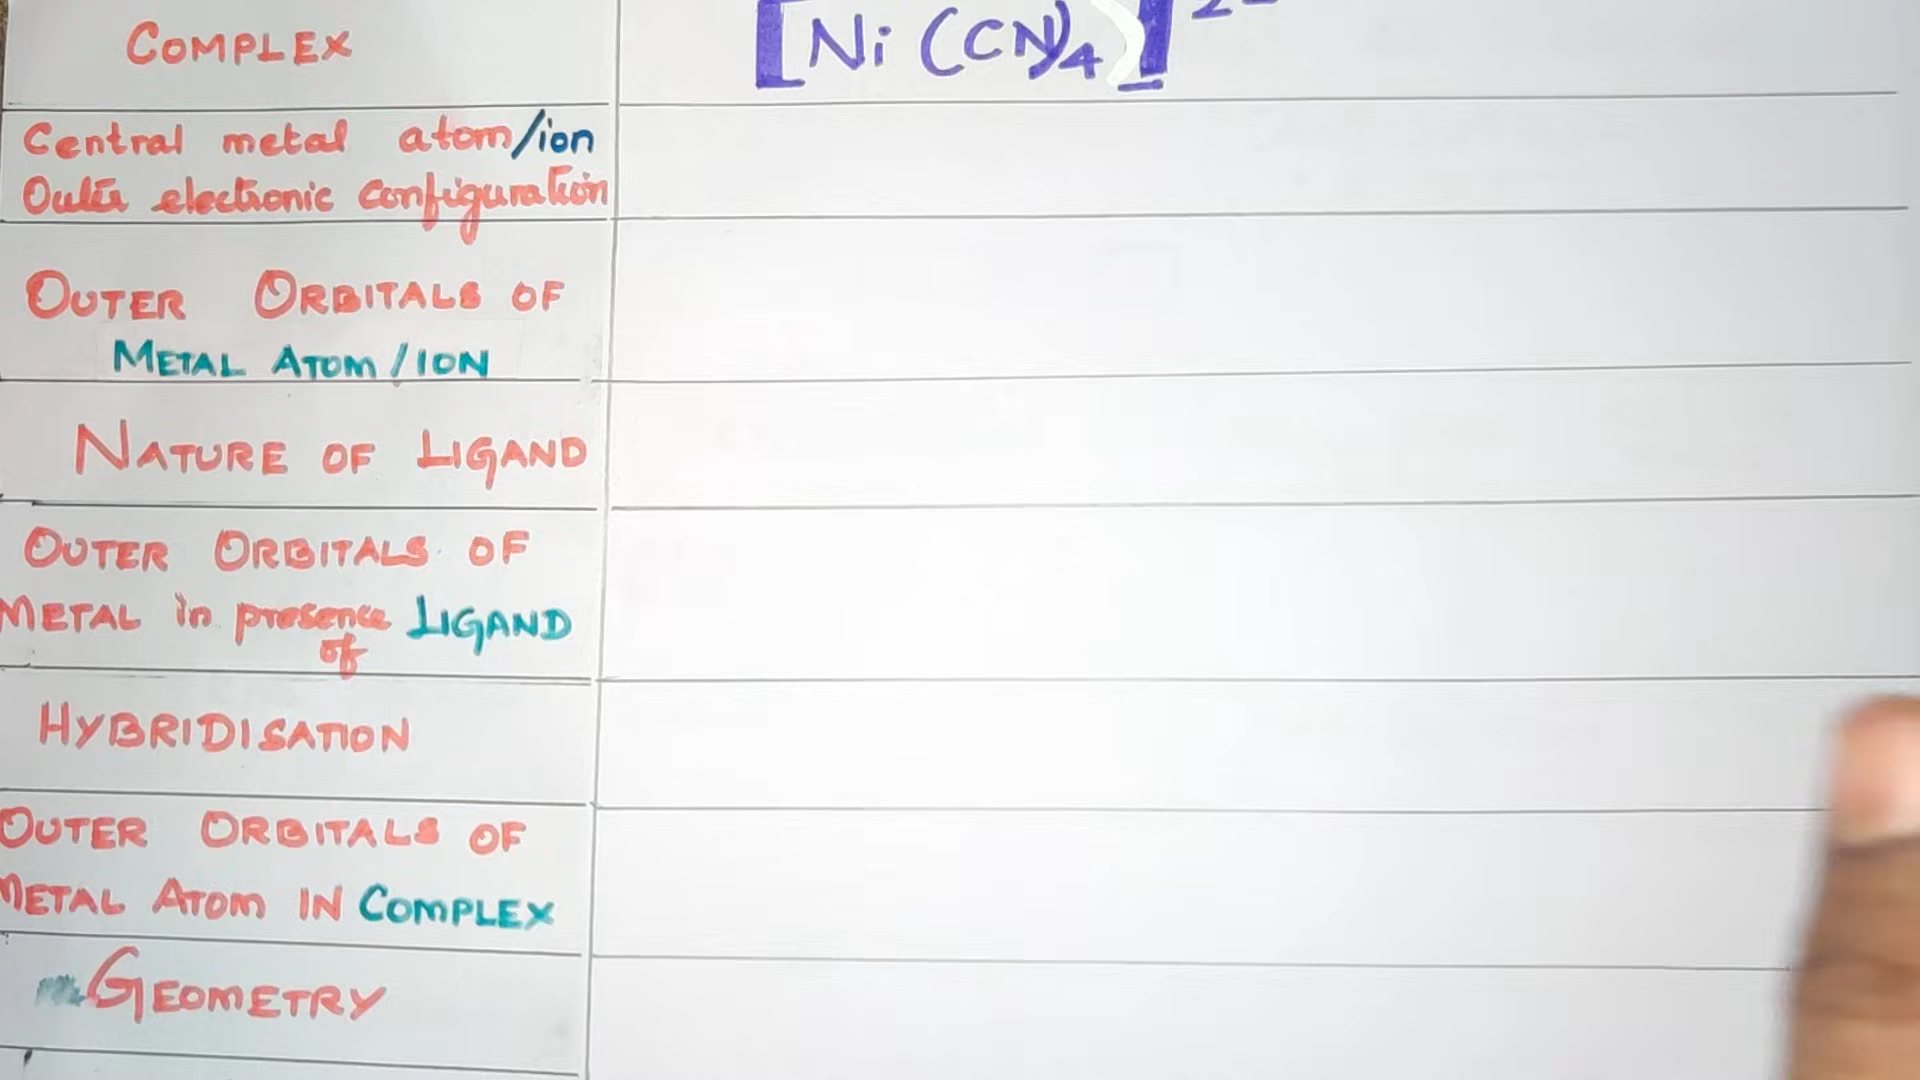 COMPLEX
[Ni (CN)4]2-
Central metal atom/ion
Outer electronic configuration
OUTER ORBITALS OF
METAL ATOM / ION
NATURE OF LIGAND
OUTER ORBITALS OF
METAL in presence LIGAND
of
HYBRIDISATION
OUTER ORBITALS OF
METAL ATOM IN COMPLEX
GEOMETRY